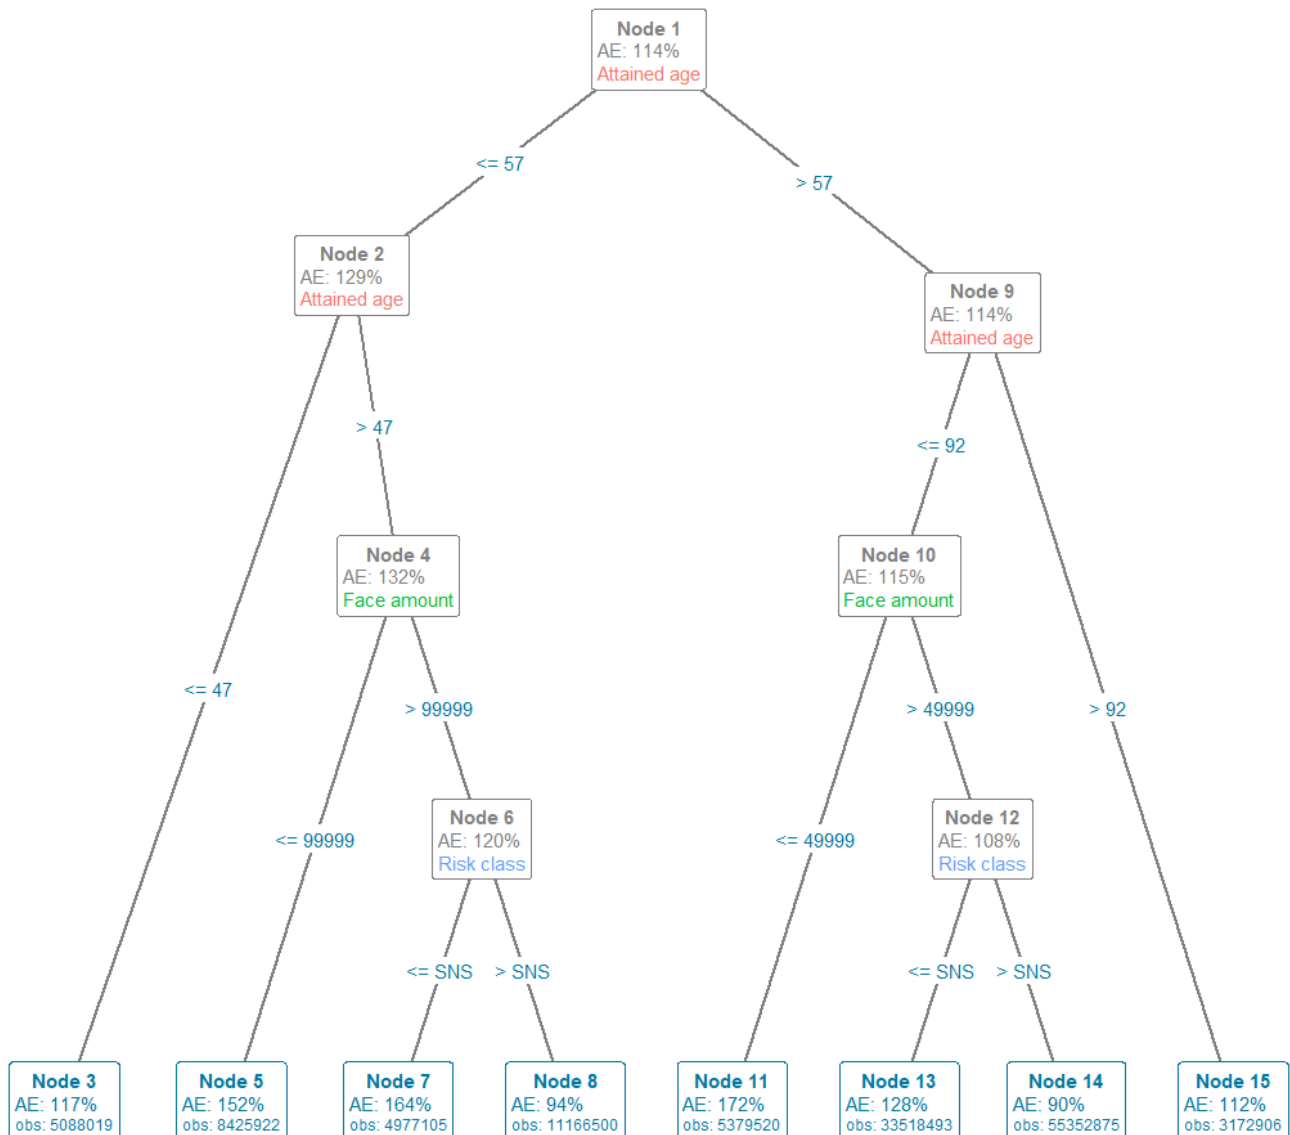 Node 1
AE: 114%
Attained age
<= 57
> 57
Node 2
AE: 129%
Attained age
Node 9
AE: 114%
Attained age
> 47
<= 92
Node 4
AE: 132%
Face amount
Node 10
AE: 115%
Face amount
<= 47
> 99999
> 49999
> 92
Node 6
AE: 120%
Risk class
Node 12
AE: 108%
Risk class
<= 99999
<= 49999
<= SNS
> SNS
<= SNS
> SNS
Node 3
AE: 117%
obs: 5088019
Node 5
AE: 152%
obs: 8425922
Node 7
AE: 164%
obs: 4977105
Node 8
AE: 94%
obs: 11166500
Node 11
AE: 172%
obs: 5379520
Node 13
AE: 128%
obs: 33518493
Node 14
AE: 90%
obs: 55352875
Node 15
AE: 112%
obs: 3172906